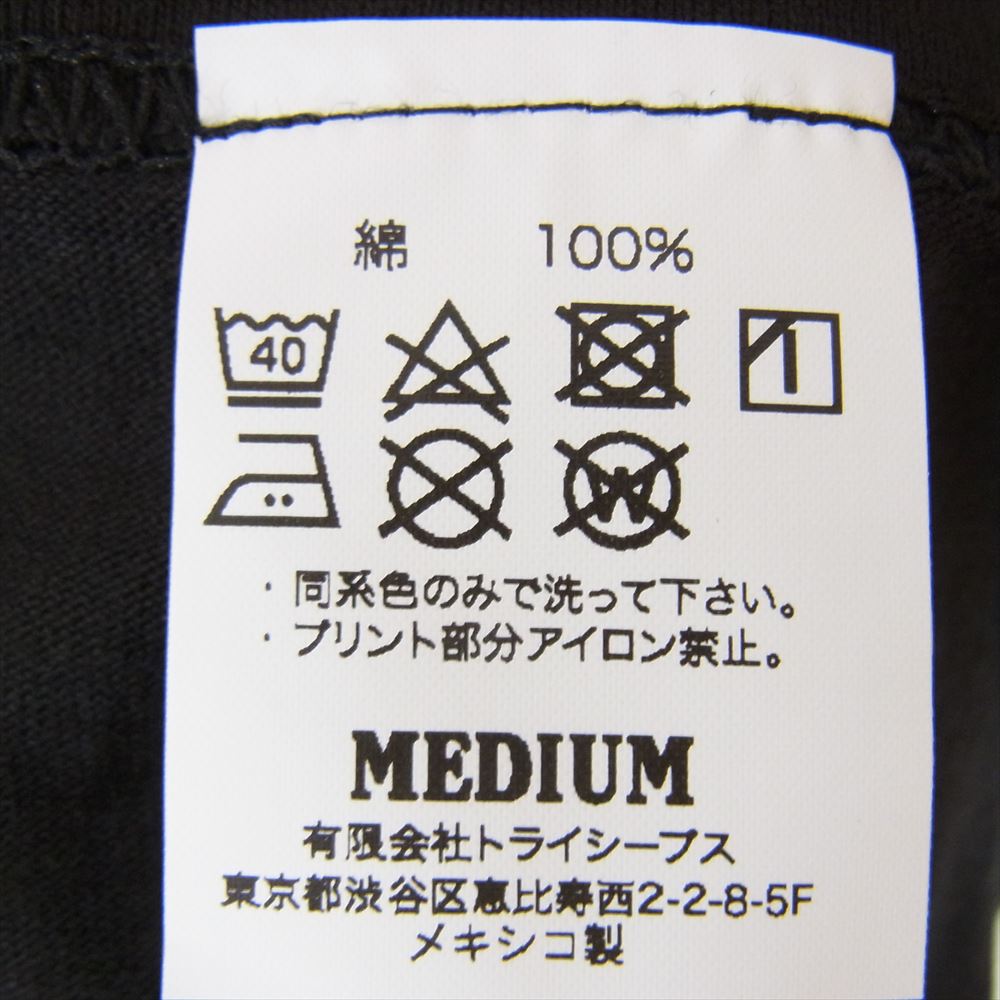 綿 100%
40
W
・同系色のみで洗って下さい。
・プリント部分アイロン禁止。
MEDIUM
有限会社トライシープス
東京都渋谷区恵比寿西2-2-8-5F
メキシコ製